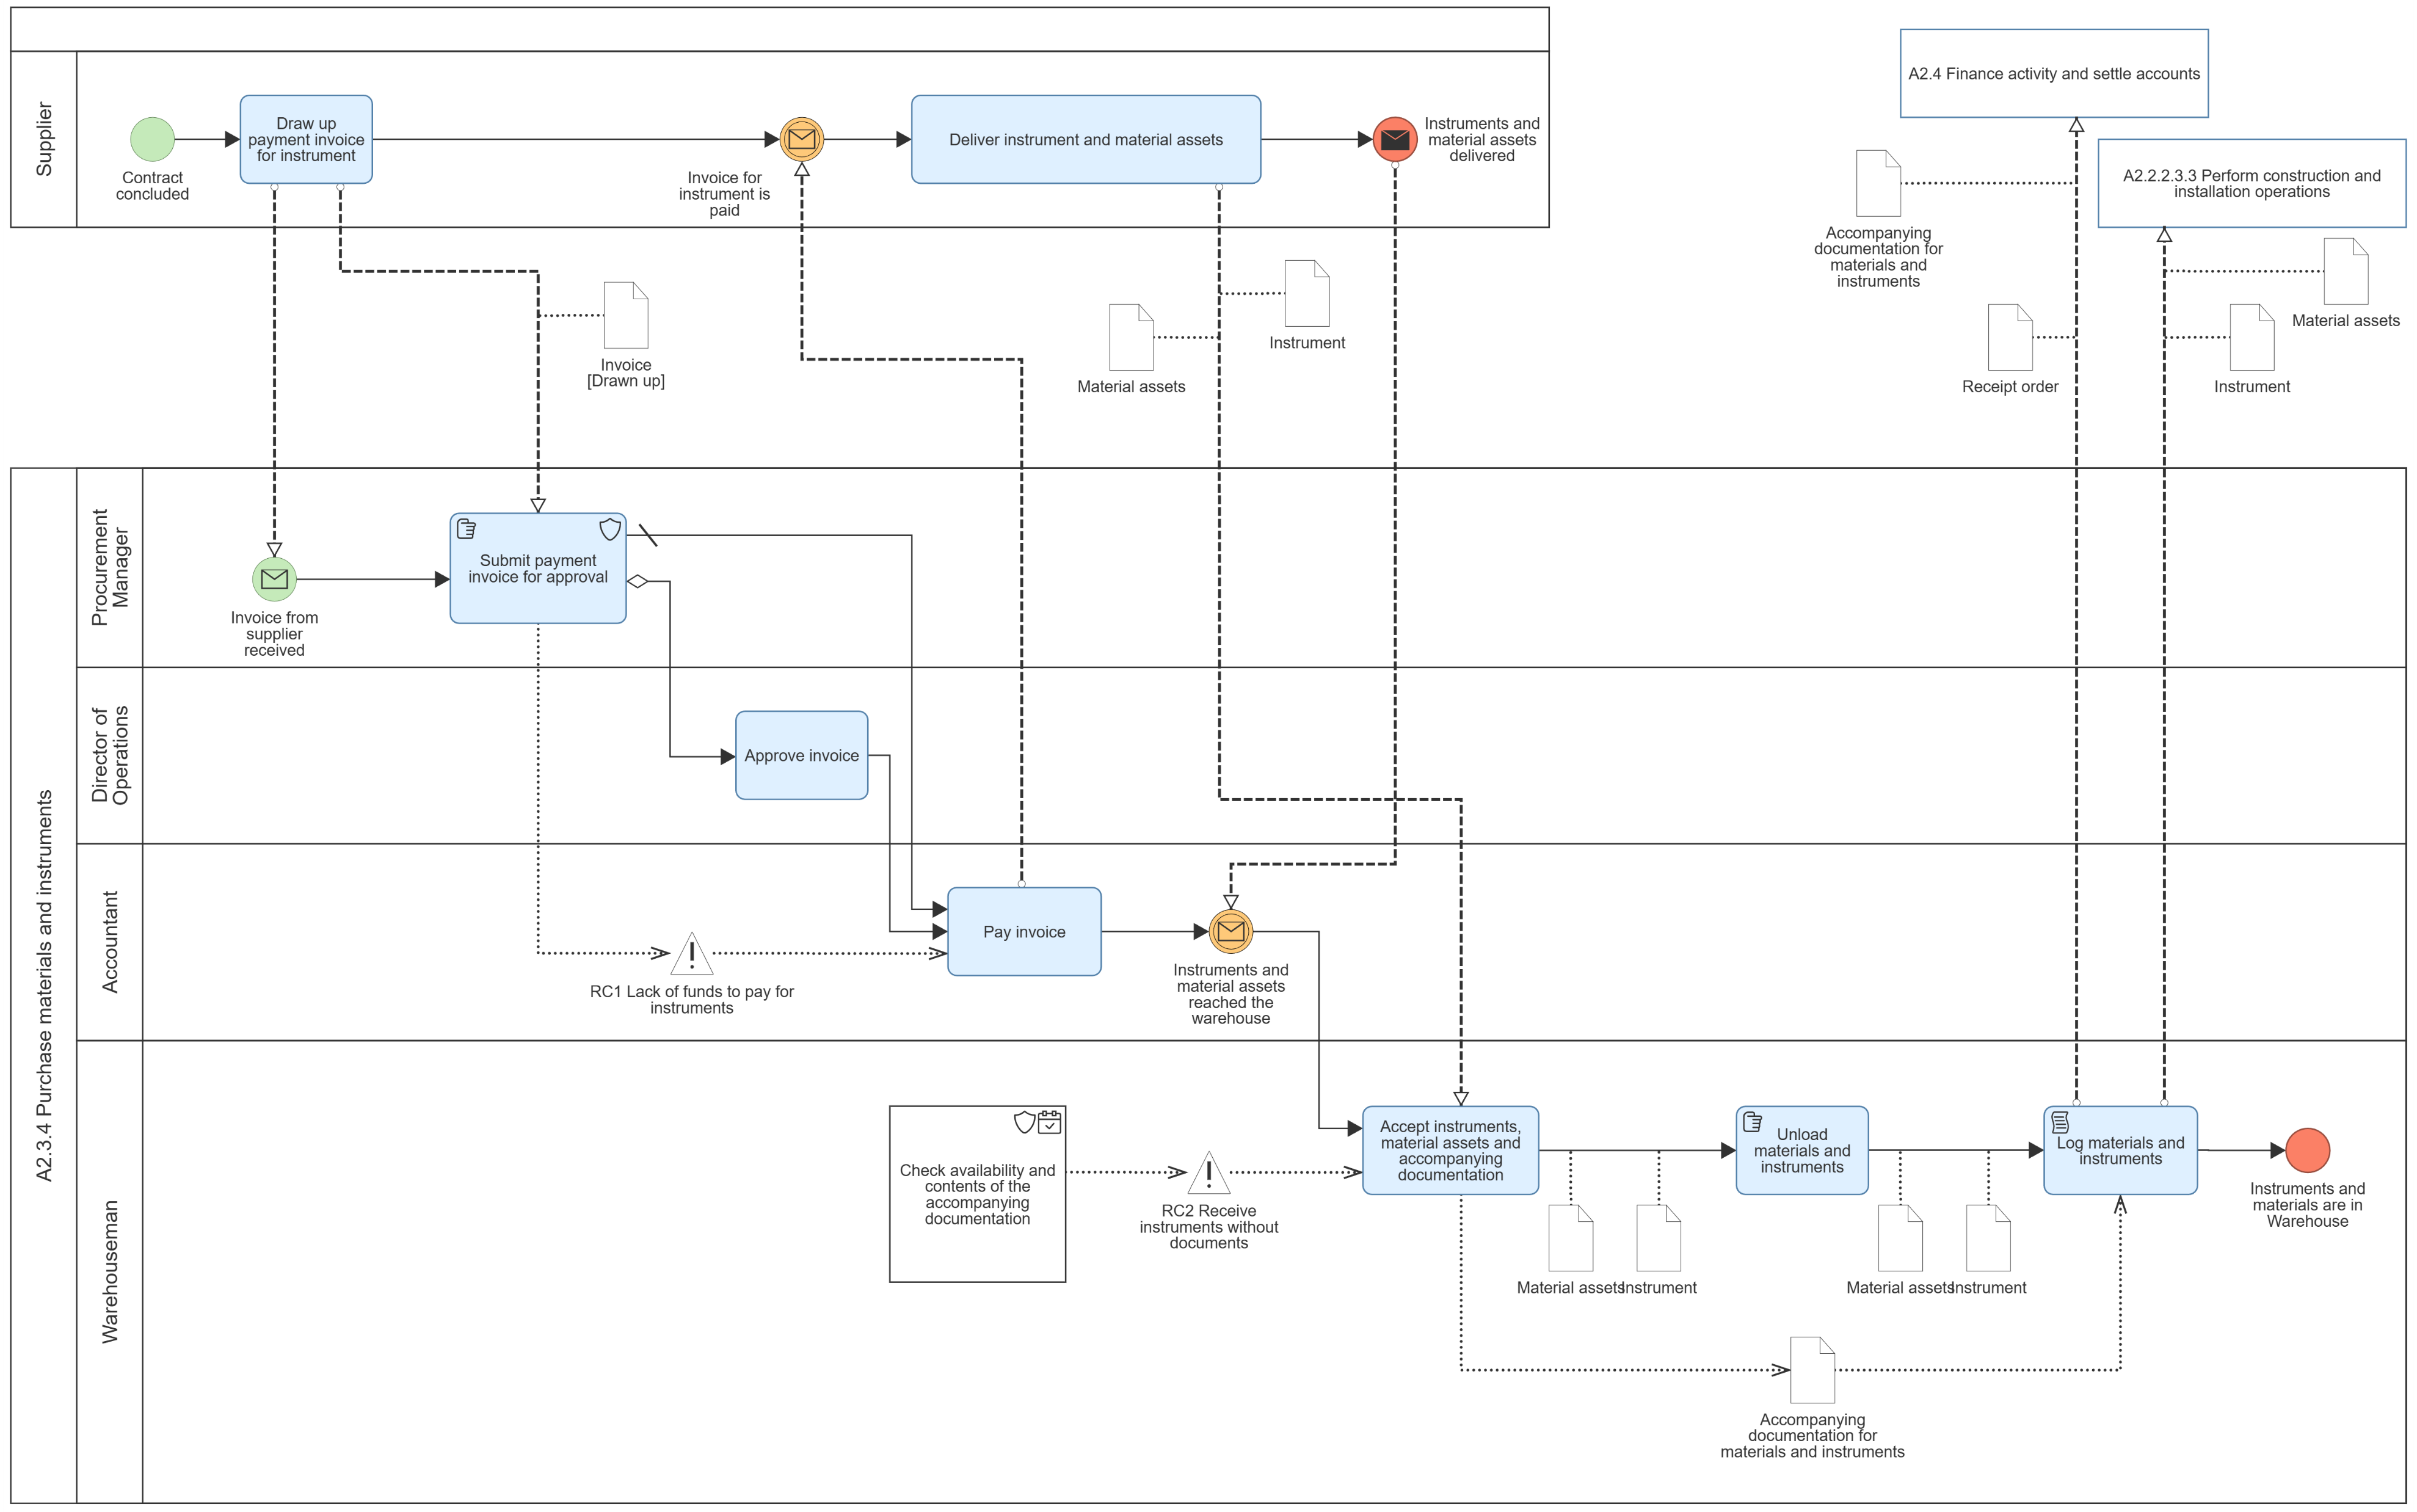 Supplier
Contract
concluded
Draw up
payment invoice
for instrument
Invoice for
instrument is
paid
Deliver instrument and material assets
Instruments and
material assets
delivered
A2.4 Finance activity and settle accounts
A2.2.2.3.3 Perform construction and
installation operations
Accompanying
documentation for
materials and
instruments
Material assets
Receipt order
Instrument
Invoice
[Drawn up]
Material assets
Instrument
A2.3.4 Purchase materials and instruments
Procurement
Manager
Invoice from
supplier
received
Submit payment
invoice for approval
Director of
Operations
Approve invoice
Accountant
RC1 Lack of funds to pay for
instruments
Pay invoice
Instruments and
material assets
reached the
warehouse
Warehouseman
Check availability and
contents of the
accompanying
documentation
RC2 Receive
instruments without
documents
Accept instruments,
material assets and
accompanying
documentation
Unload
materials and
instruments
Log materials and
instruments
Instruments and
materials are in
Warehouse
Material assets
Instrument
Material assets
Instrument
Accompanying
documentation for
materials and instruments